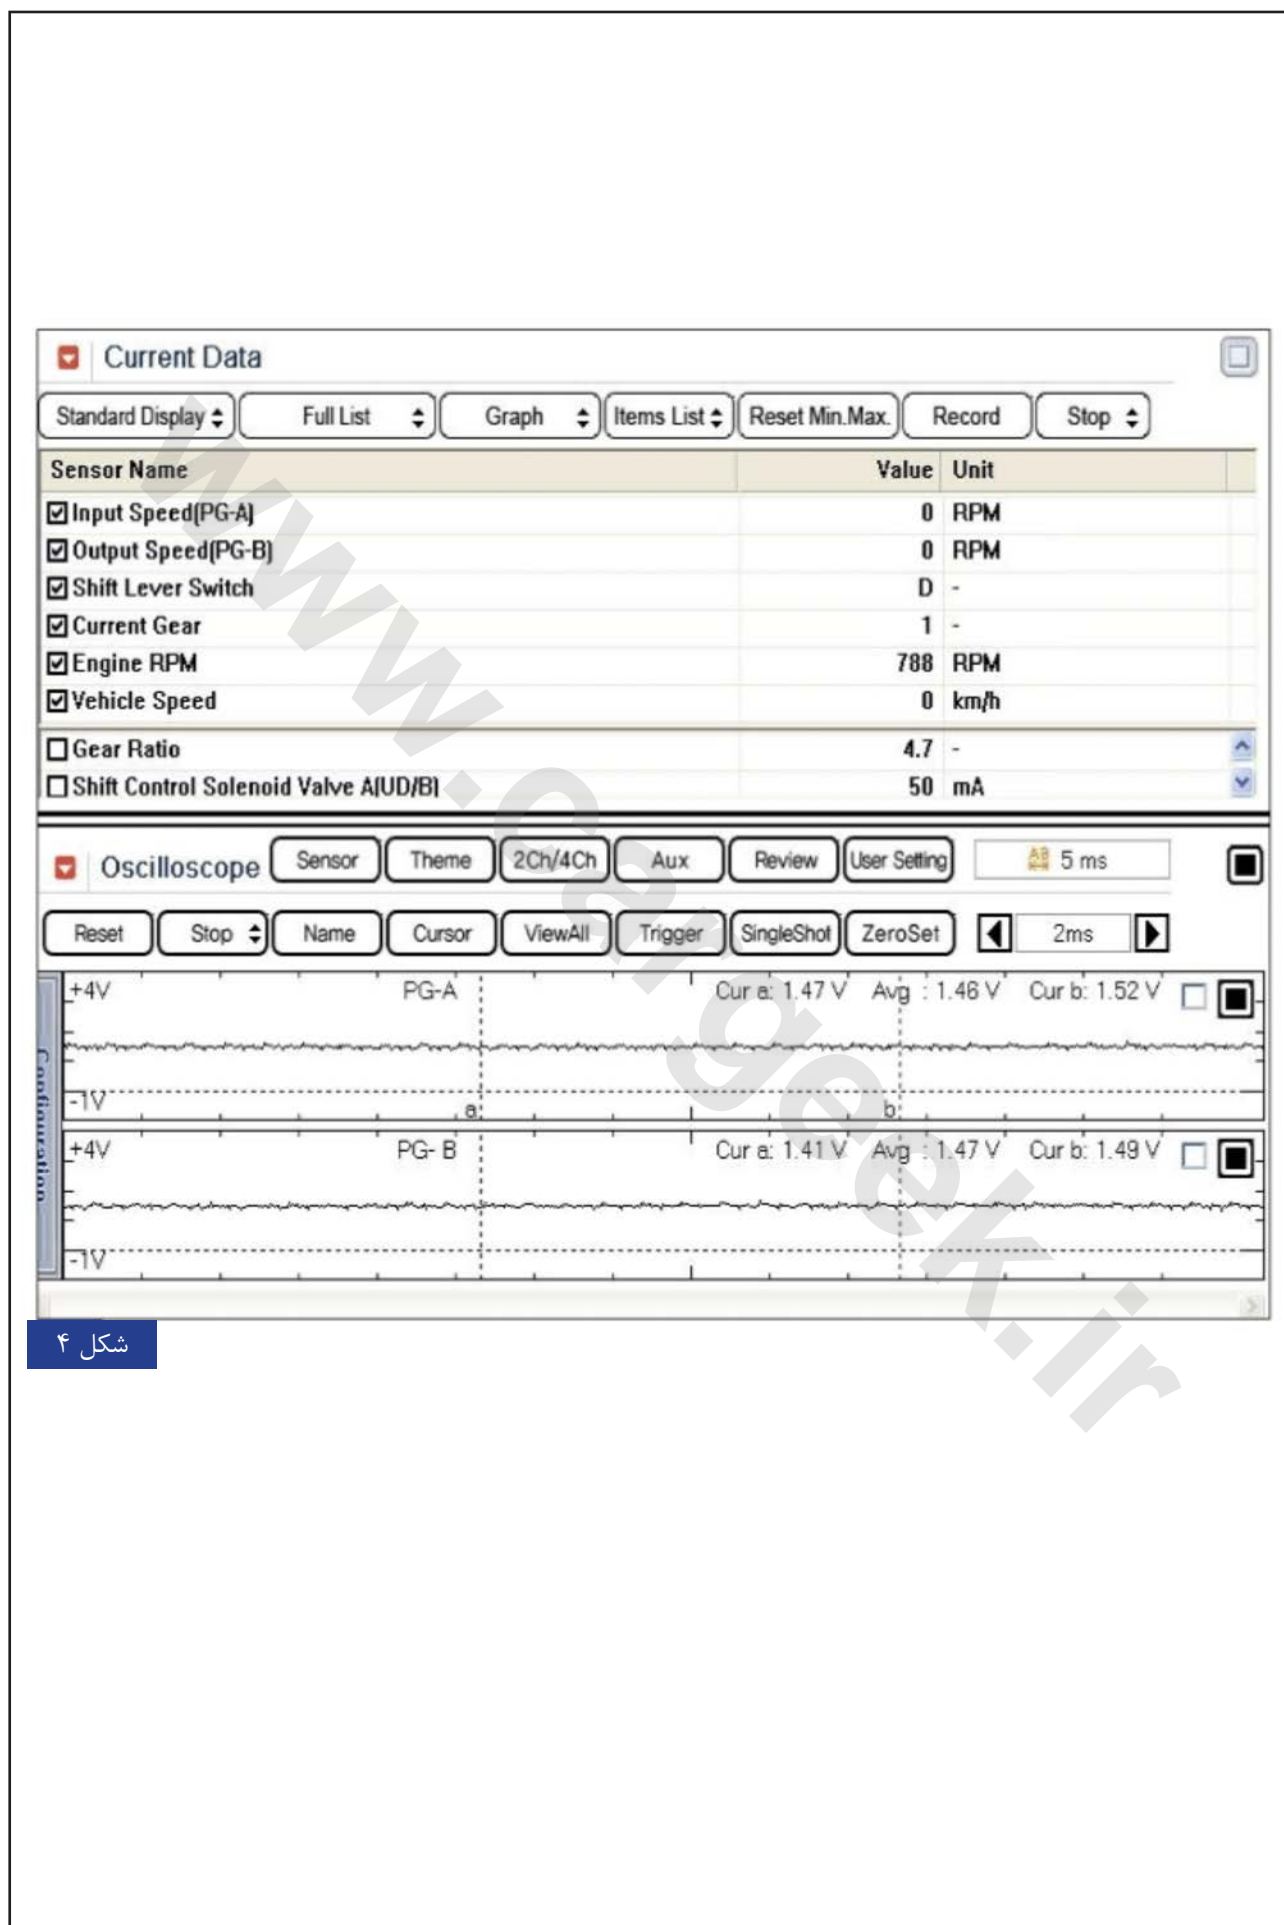 Current Data
Standard Display Full List Graph Items List Reset Min.Max. Record Stop
Sensor Name Value Unit
Input Speed(PG-A) 0 RPM
Output Speed(PG-B) 0 RPM
Shift Lever Switch D -
Current Gear 1 -
Engine RPM 788 RPM
Vehicle Speed 0 km/h
Gear Ratio 4.7 -
Shift Control Solenoid Valve A(UD/B) 50 mA
Oscilloscope Sensor Theme 2Ch/4Ch Aux Review User Setting AB 5 ms
Reset Stop Name Cursor ViewAll Trigger SingleShot ZeroSet 2ms
Configuration
+4V PG-A Cur a: 1.47 V Avg : 1.46 V Cur b: 1.52 V
-1V a b
+4V PG- B Cur a: 1.41 V Avg : 1.47 V Cur b: 1.49 V
-1V
شکل ۴
www.cargeek.ir